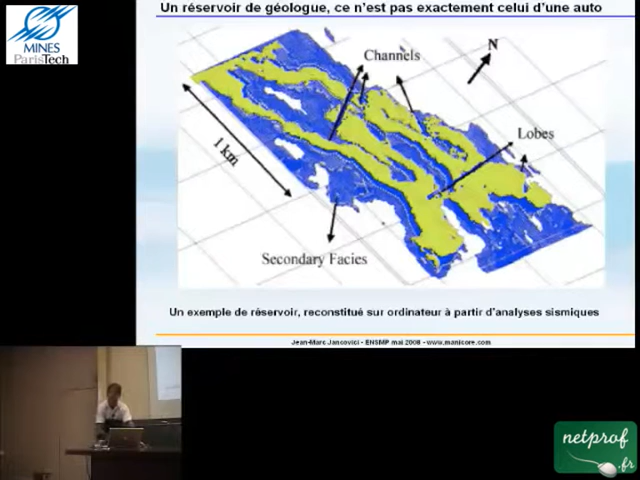 Un réservoir de géologue, ce n'est pas exactement celui d'une auto
MINES
ParisTech
Channels
N
Lobes
1 km
Secondary Facies
Un exemple de réservoir, reconstitué sur ordinateur à partir d'analyses sismiques
Jean-Marc Jancovici - ENSMP mai 2008 - www.manicore.com
netprof
.fr